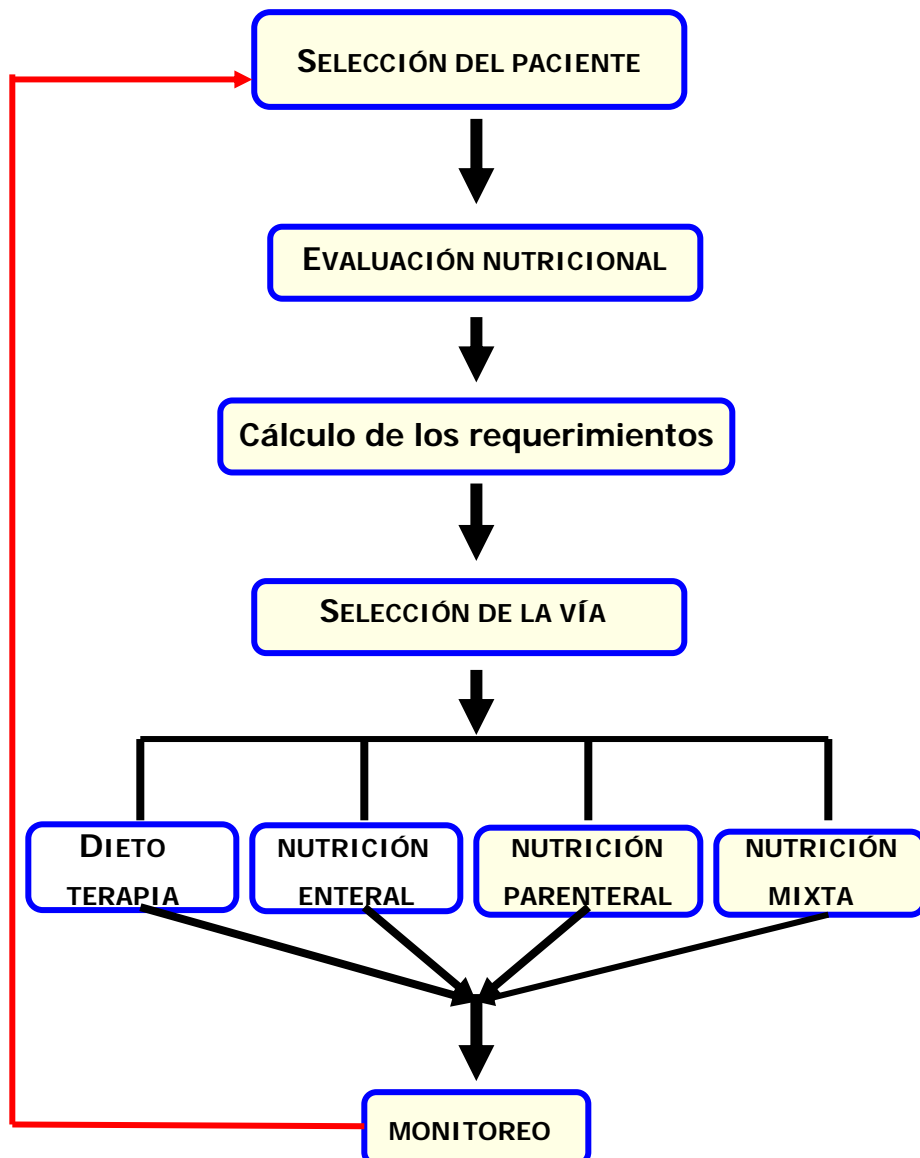 SELECCIÓN DEL PACIENTE
EVALUACIÓN NUTRICIONAL
Cálculo de los requerimientos
SELECCIÓN DE LA VÍA
DIETO
TERAPIA
NUTRICIÓN
ENTERAL
NUTRICIÓN
PARENTERAL
NUTRICIÓN
MIXTA
MONITOREO